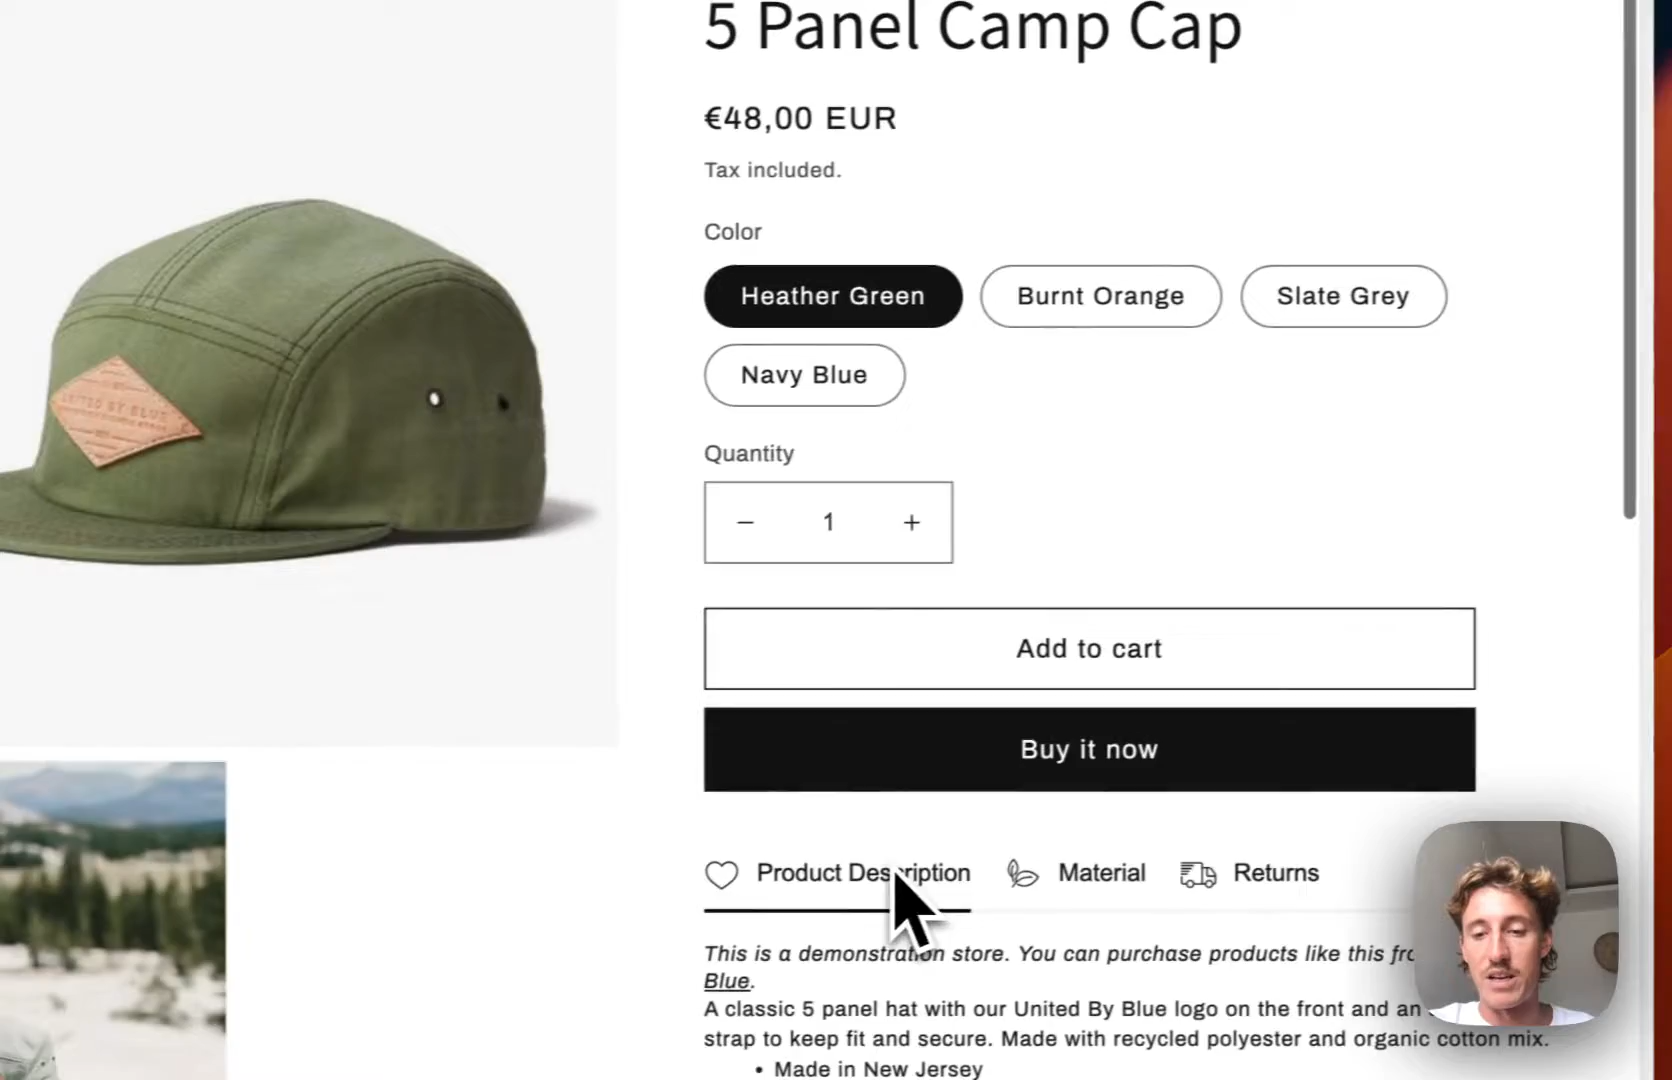 5 Panel Camp Cap
€48,00 EUR
Tax included.
Color
Heather Green
Burnt Orange
Slate Grey
Navy Blue
Quantity
− 1 +
Add to cart
Buy it now
Product Description
Material
Returns
This is a demonstration store. You can purchase products like this
Blue.
A classic 5 panel hat with our United By Blue logo on the front and an
strap to keep fit and secure. Made with recycled polyester and organic cotton mix.
• Made in New Jersey
UNITED BY BLUE